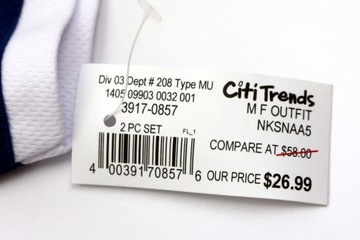 Div 03 Dept # 208 Type MU
1405 09903 0032 001
3917-0857
Citi Trends
M F OUTFIT
NKSNAA5
2 PC SET FL_1
COMPARE AT $58.00
4 00391 70857 6
OUR PRICE $26.99